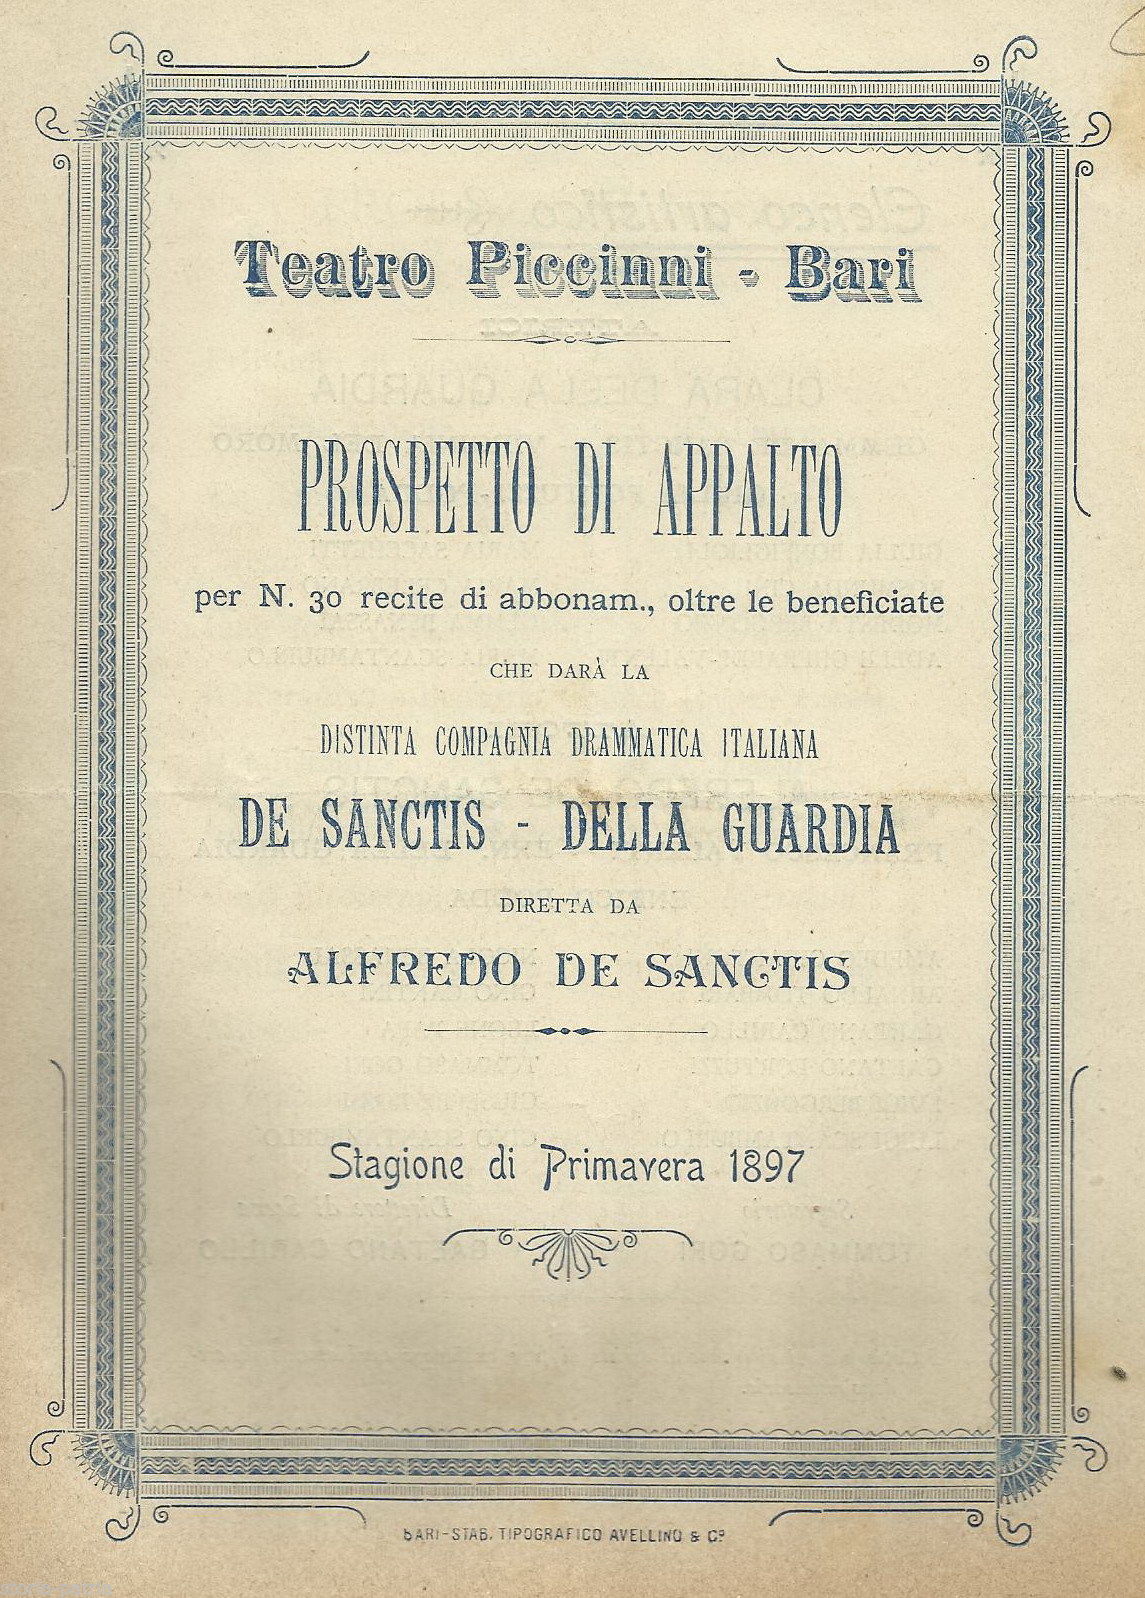 Teatro Piccinni - Bari
PROSPETTO DI APPALTO
per N. 30 recite di abbonam., oltre le beneficiate
CHE DARÀ LA
DISTINTA COMPAGNIA DRAMMATICA ITALIANA
DE SANCTIS - DELLA GUARDIA
DIRETTA DA
ALFREDO DE SANCTIS
Stagione di Primavera 1897
BARI-STAB. TIPOGRAFICO AVELLINO & Cº